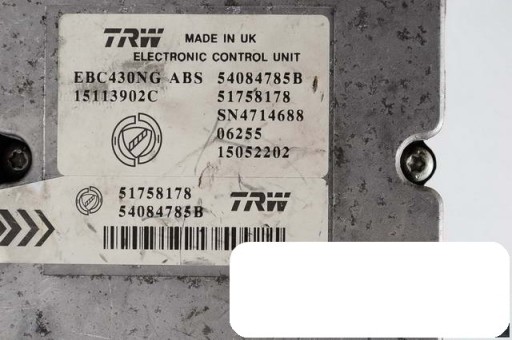 TRW MADE IN UK
ELECTRONIC CONTROL UNIT
EBC430NG ABS 54084785B
15113902C 51758178
SN4714688
06255
15052202
51758178 TRW
54084785B